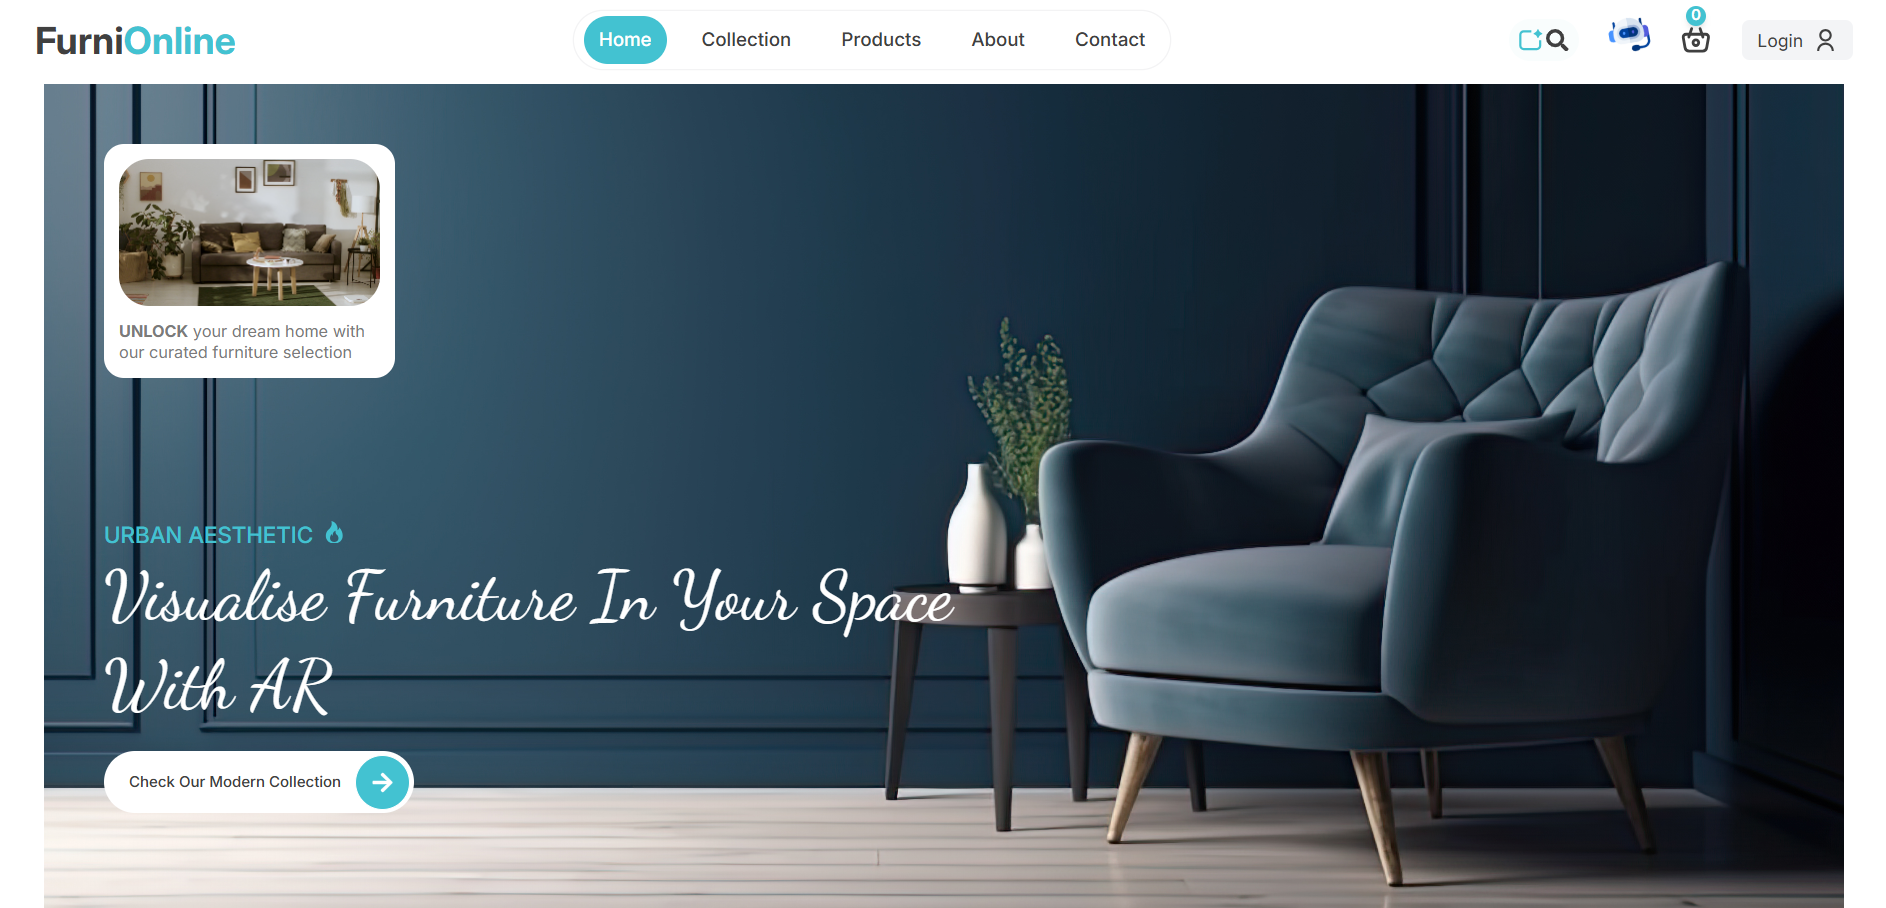 FurniOnline
Home Collection Products About Contact
0
Login
UNLOCK your dream home with
our curated furniture selection
URBAN AESTHETIC
Visualise Furniture In Your Space
With AR
Check Our Modern Collection